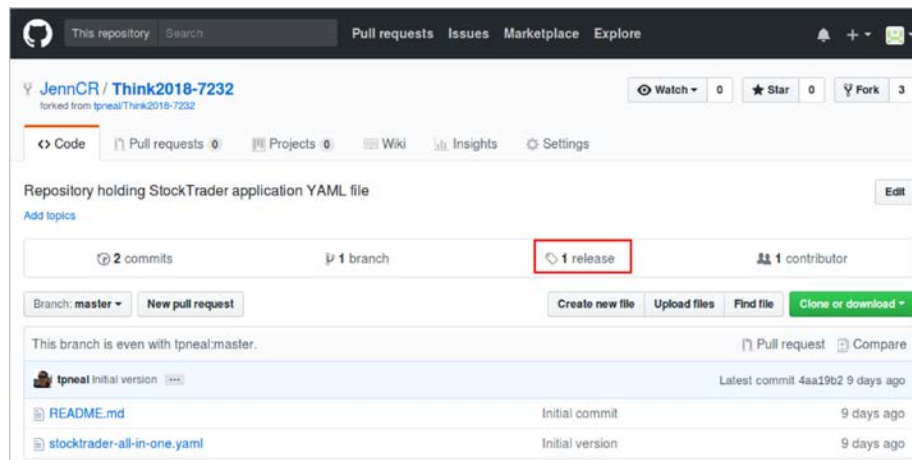 This repository Search Pull requests Issues Marketplace Explore
JennCR / Think2018-7232 Watch 0 Star 0 Fork 3
forked from tpneal/Think2018-7232
<> Code Pull requests 0 Projects 0 Wiki Insights Settings
Repository holding StockTrader application YAML file Edit
Add topics
2 commits 1 branch 1 release 1 contributor
Branch: master New pull request Create new file Upload files Find file Clone or download
This branch is even with tpneal:master. Pull request Compare
tpneal Initial version ... Latest commit 4aa19b2 9 days ago
README.md Initial commit 9 days ago
stocktrader-all-in-one.yaml Initial version 9 days ago